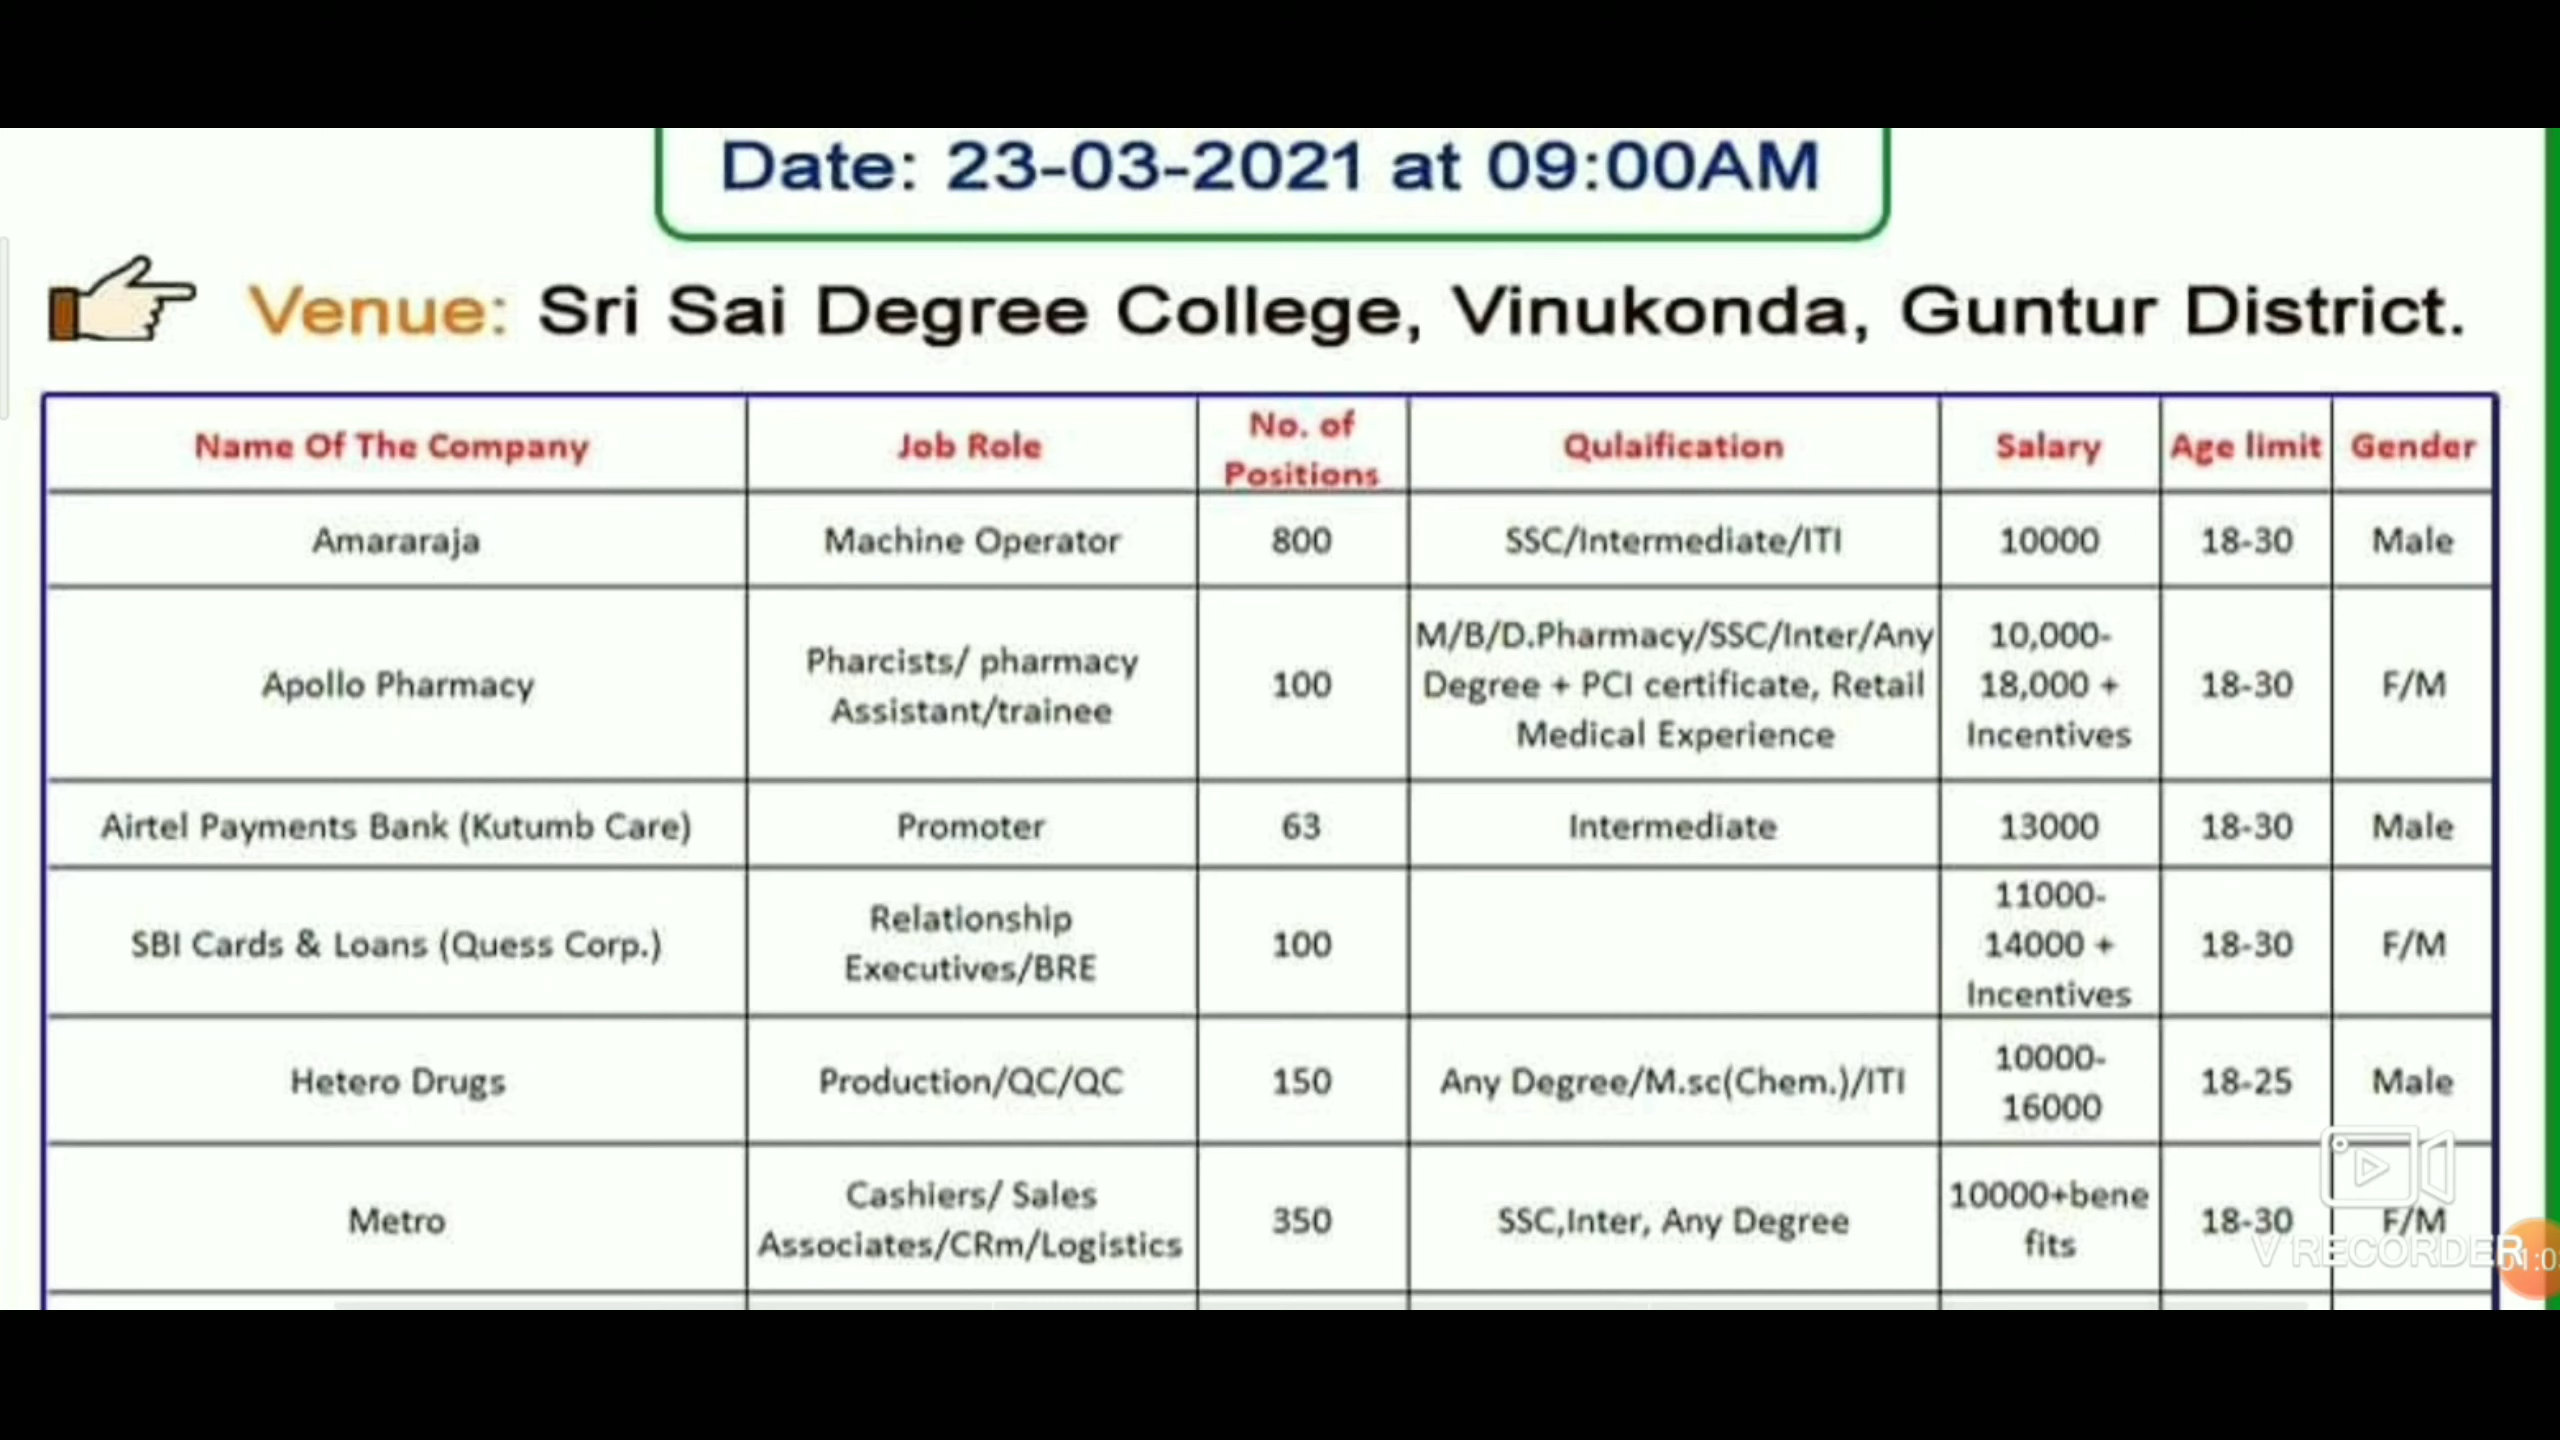 Date: 23-03-2021 at 09:00AM
Venue: Sri Sai Degree College, Vinukonda, Guntur District.
Name Of The Company Job Role No. of Positions Qulaification Salary Age limit Gender
Amararaja Machine Operator 800 SSC/Intermediate/ITI 10000 18-30 Male
Apollo Pharmacy Pharcists/ pharmacy Assistant/trainee 100 M/B/D.Pharmacy/SSC/Inter/Any Degree + PCI certificate, Retail Medical Experience 10,000-18,000 + Incentives 18-30 F/M
Airtel Payments Bank (Kutumb Care) Promoter 63 Intermediate 13000 18-30 Male
SBI Cards & Loans (Quess Corp.) Relationship Executives/BRE 100 11000-14000 + Incentives 18-30 F/M
Hetero Drugs Production/QC/QC 150 Any Degree/M.sc(Chem.)/ITI 10000-16000 18-25 Male
Metro Cashiers/ Sales Associates/CRm/Logistics 350 SSC,Inter, Any Degree 10000+benefits 18-30 F/M
V RECORDER